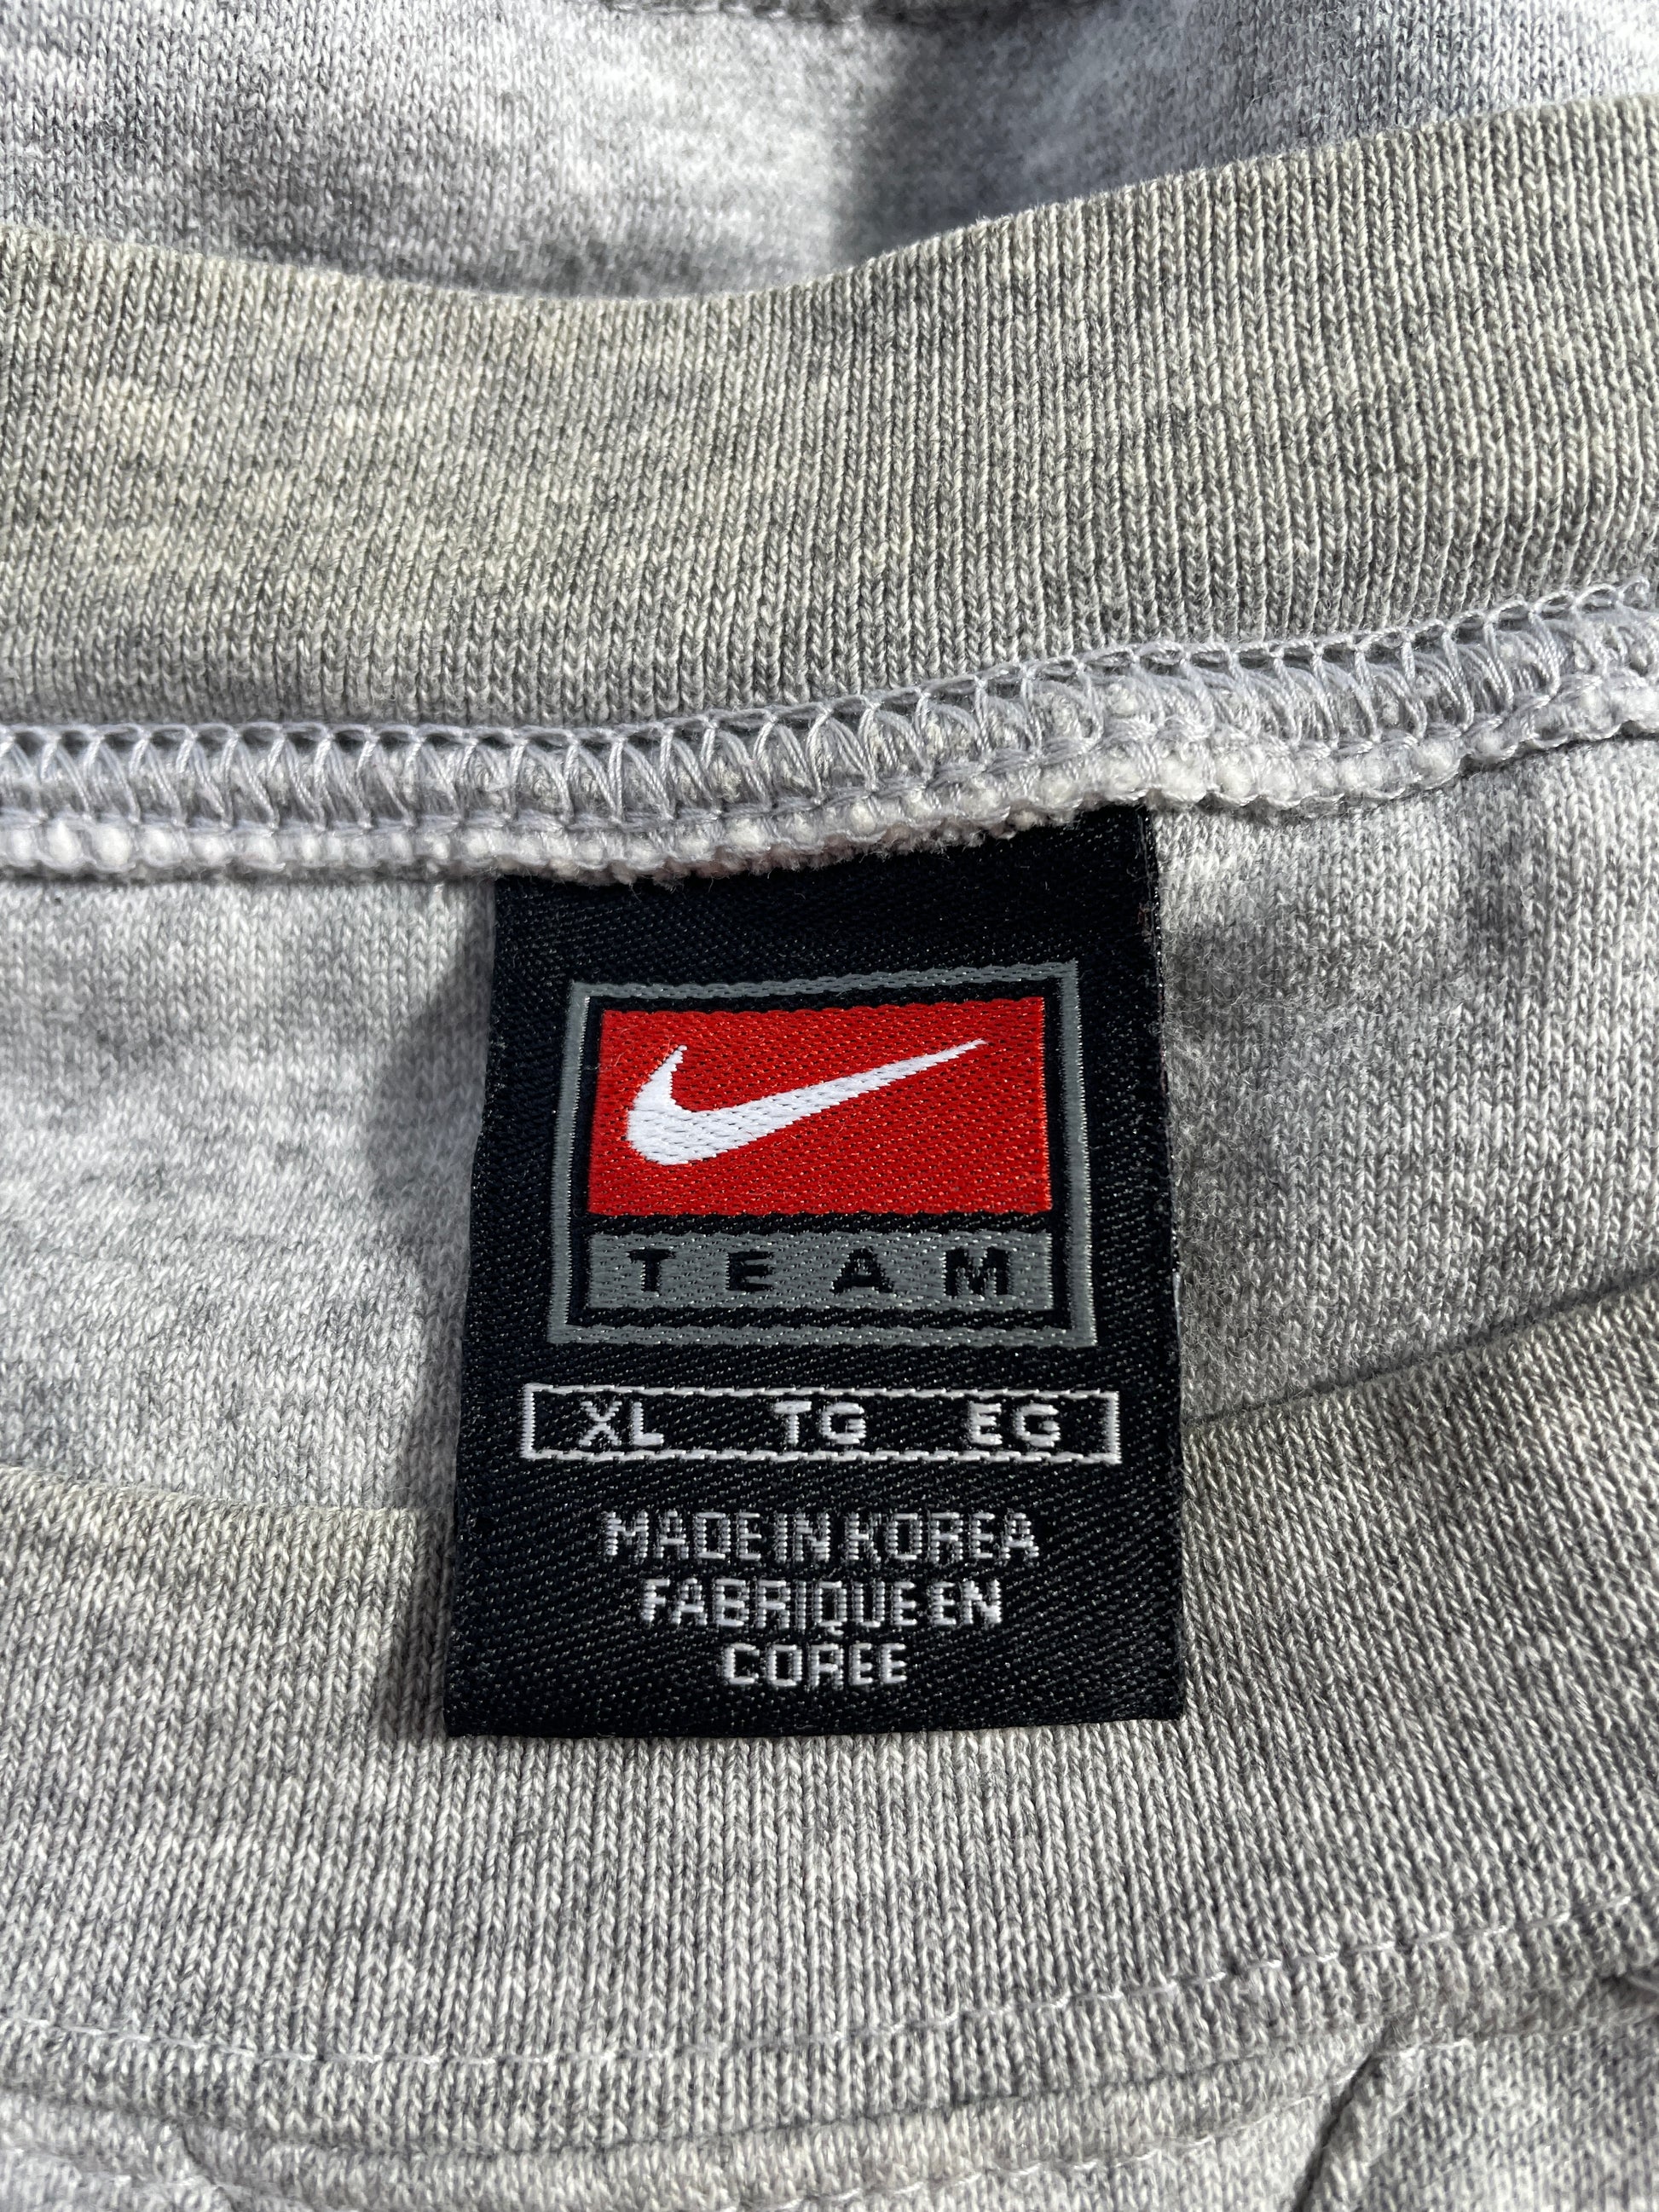 TEAM
XL TG EG
MADE IN KOREA
FABRIQUE EN
COREE